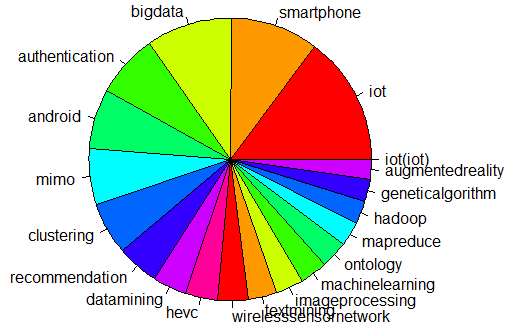 bigdata
smartphone
authentication
iot
android
iot(iot)
augmentedreality
mimo
geneticalgorithm
hadoop
clustering
mapreduce
ontology
recommendation
machinelearning
datamining
imageprocessing
hevc
textmining
wirelesssensornetwork